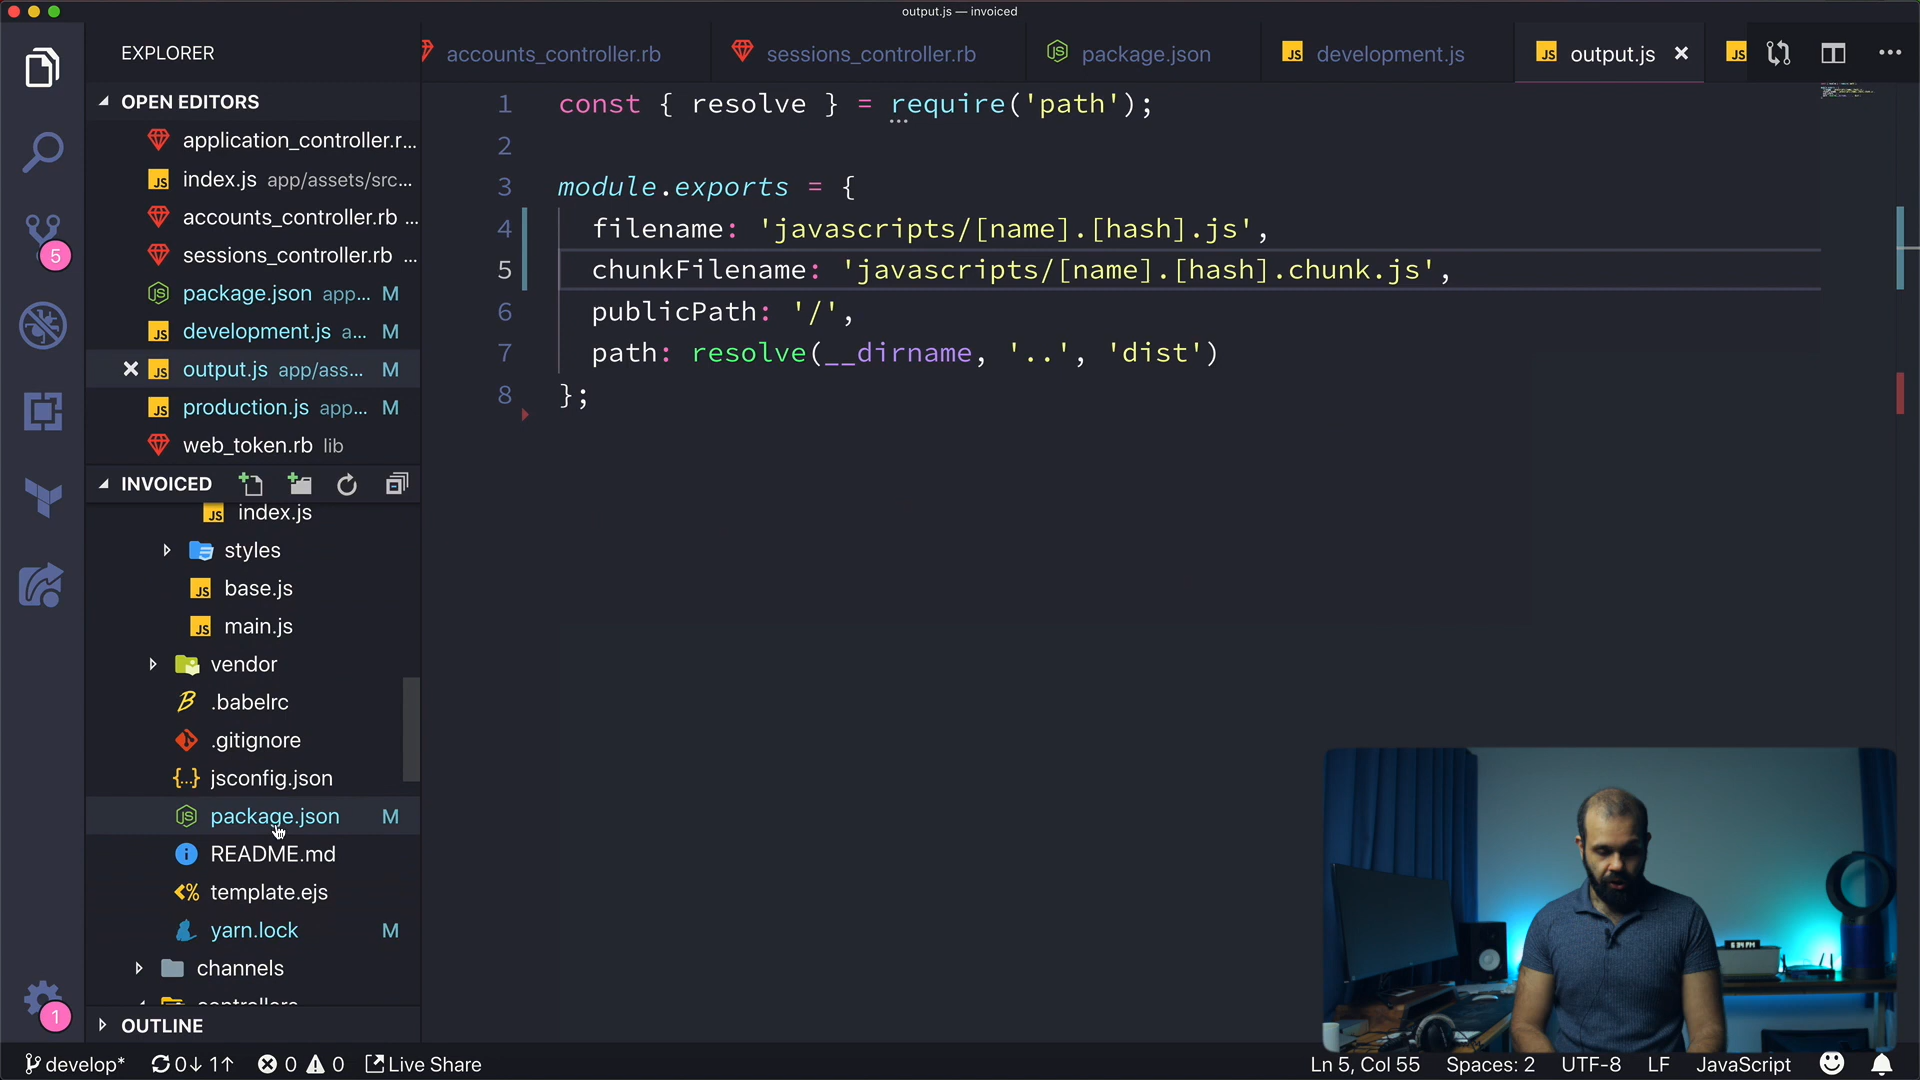 output.js — invoiced
EXPLORER
accounts_controller.rb
sessions_controller.rb
package.json
development.js
output.js
OPEN EDITORS
application_controller.r...
index.js app/assets/src...
accounts_controller.rb ...
sessions_controller.rb ...
package.json app... M
development.js a... M
output.js app/ass... M
production.js app... M
web_token.rb lib
INVOICED
index.js
styles
base.js
main.js
vendor
.babelrc
.gitignore
jsconfig.json
package.json M
README.md
template.ejs
yarn.lock M
channels
OUTLINE
1 const { resolve } = require('path');
2
3 module.exports = {
4 filename: 'javascripts/[name].[hash].js',
5 chunkFilename: 'javascripts/[name].[hash].chunk.js',
6 publicPath: '/',
7 path: resolve(__dirname, '..', 'dist')
8 };
5
1
develop* 0↓ 1↑ 0 0 Live Share
Ln 5, Col 55 Spaces: 2 UTF-8 LF JavaScript